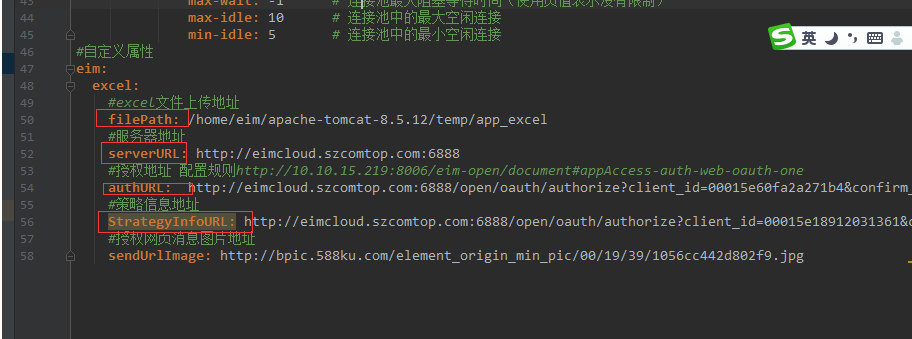 43 max-wait: -1 # 连接池最大阻塞等待时间（使用负值表示没有限制）
44 max-idle: 10 # 连接池中的最大空闲连接
45 min-idle: 5 # 连接池中的最小空闲连接
46 #自定义属性
47 eim:
48 excel:
49 #excel文件上传地址
50 filePath: /home/eim/apache-tomcat-8.5.12/temp/app_excel
51 #服务器地址
52 serverURL: http://eimcloud.szcomtop.com:6888
53 #授权地址 配置规则http://10.10.15.219:8006/eim-open/document#appAccess-auth-web-oauth-one
54 authURL: http://eimcloud.szcomtop.com:6888/open/oauth/authorize?client_id=00015e60fa2a271b4&confirm_
55 #策略信息地址
56 StrategyInfoURL: http://eimcloud.szcomtop.com:6888/open/oauth/authorize?client_id=00015e18912031361&c
57 #授权网页消息图片地址
58 sendUrlImage: http://bpic.588ku.com/element_origin_min_pic/00/19/39/1056cc442d802f9.jpg
S 英